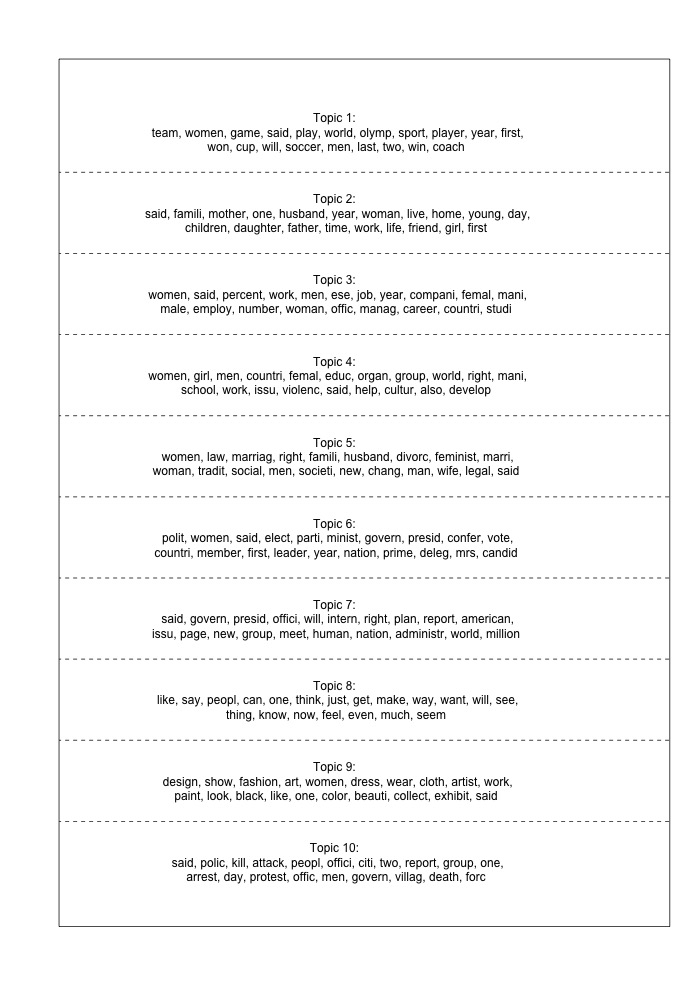 Topic 1:
team, women, game, said, play, world, olymp, sport, player, year, first,
won, cup, will, soccer, men, last, two, win, coach
Topic 2:
said, famili, mother, one, husband, year, woman, live, home, young, day,
children, daughter, father, time, work, life, friend, girl, first
Topic 3:
women, said, percent, work, men, ese, job, year, compani, femal, mani,
male, employ, number, woman, offic, manag, career, countri, studi
Topic 4:
women, girl, men, countri, femal, educ, organ, group, world, right, mani,
school, work, issu, violenc, said, help, cultur, also, develop
Topic 5:
women, law, marriag, right, famili, husband, divorc, feminist, marri,
woman, tradit, social, men, societi, new, chang, man, wife, legal, said
Topic 6:
polit, women, said, elect, parti, minist, govern, presid, confer, vote,
countri, member, first, leader, year, nation, prime, deleg, mrs, candid
Topic 7:
said, govern, presid, offici, will, intern, right, plan, report, american,
issu, page, new, group, meet, human, nation, administr, world, million
Topic 8:
like, say, peopl, can, one, think, just, get, make, way, want, will, see,
thing, know, now, feel, even, much, seem
Topic 9:
design, show, fashion, art, women, dress, wear, cloth, artist, work,
paint, look, black, like, one, color, beauti, collect, exhibit, said
Topic 10:
said, polic, kill, attack, peopl, offici, citi, two, report, group, one,
arrest, day, protest, offic, men, govern, villag, death, forc